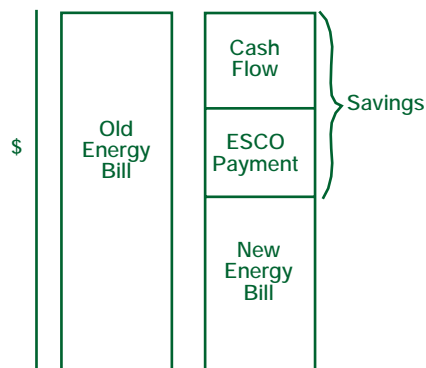 $
Old
Energy
Bill
Cash
Flow
ESCO
Payment
New
Energy
Bill
Savings